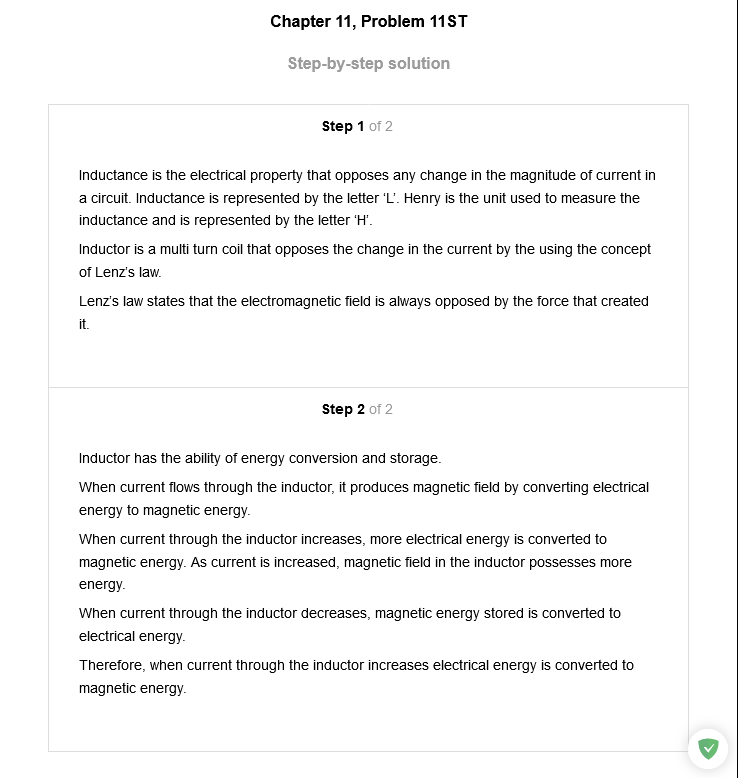 Chapter 11, Problem 11ST
Step-by-step solution
Step 1 of 2
Inductance is the electrical property that opposes any change in the magnitude of current in
a circuit. Inductance is represented by the letter ‘L’. Henry is the unit used to measure the
inductance and is represented by the letter ‘H’.
Inductor is a multi turn coil that opposes the change in the current by the using the concept
of Lenz’s law.
Lenz’s law states that the electromagnetic field is always opposed by the force that created
it.
Step 2 of 2
Inductor has the ability of energy conversion and storage.
When current flows through the inductor, it produces magnetic field by converting electrical
energy to magnetic energy.
When current through the inductor increases, more electrical energy is converted to
magnetic energy. As current is increased, magnetic field in the inductor possesses more
energy.
When current through the inductor decreases, magnetic energy stored is converted to
electrical energy.
Therefore, when current through the inductor increases electrical energy is converted to
magnetic energy.